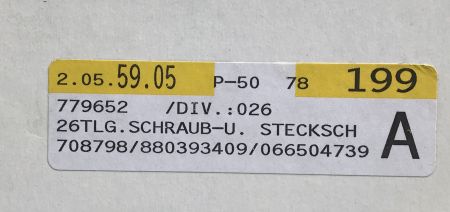 2.05.59.05 P-50 78 199
779652 /DIV.:026
26TLG.SCHRAUB-U. STECKSCH A
708798/880393409/066504739